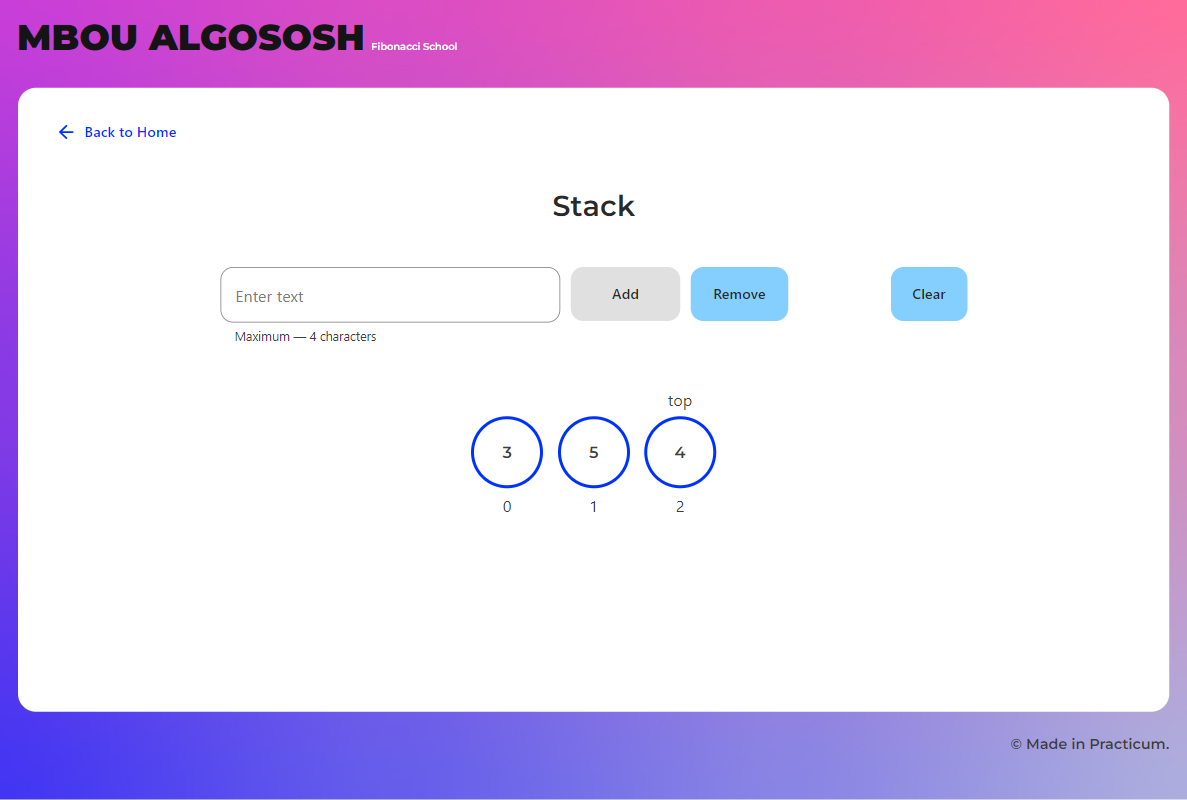 MBOU ALGOSOSH Fibonacci School
Back to Home
Stack
Enter text
Add
Remove
Clear
Maximum — 4 characters
top
3 5 4
0 1 2
© Made in Practicum.